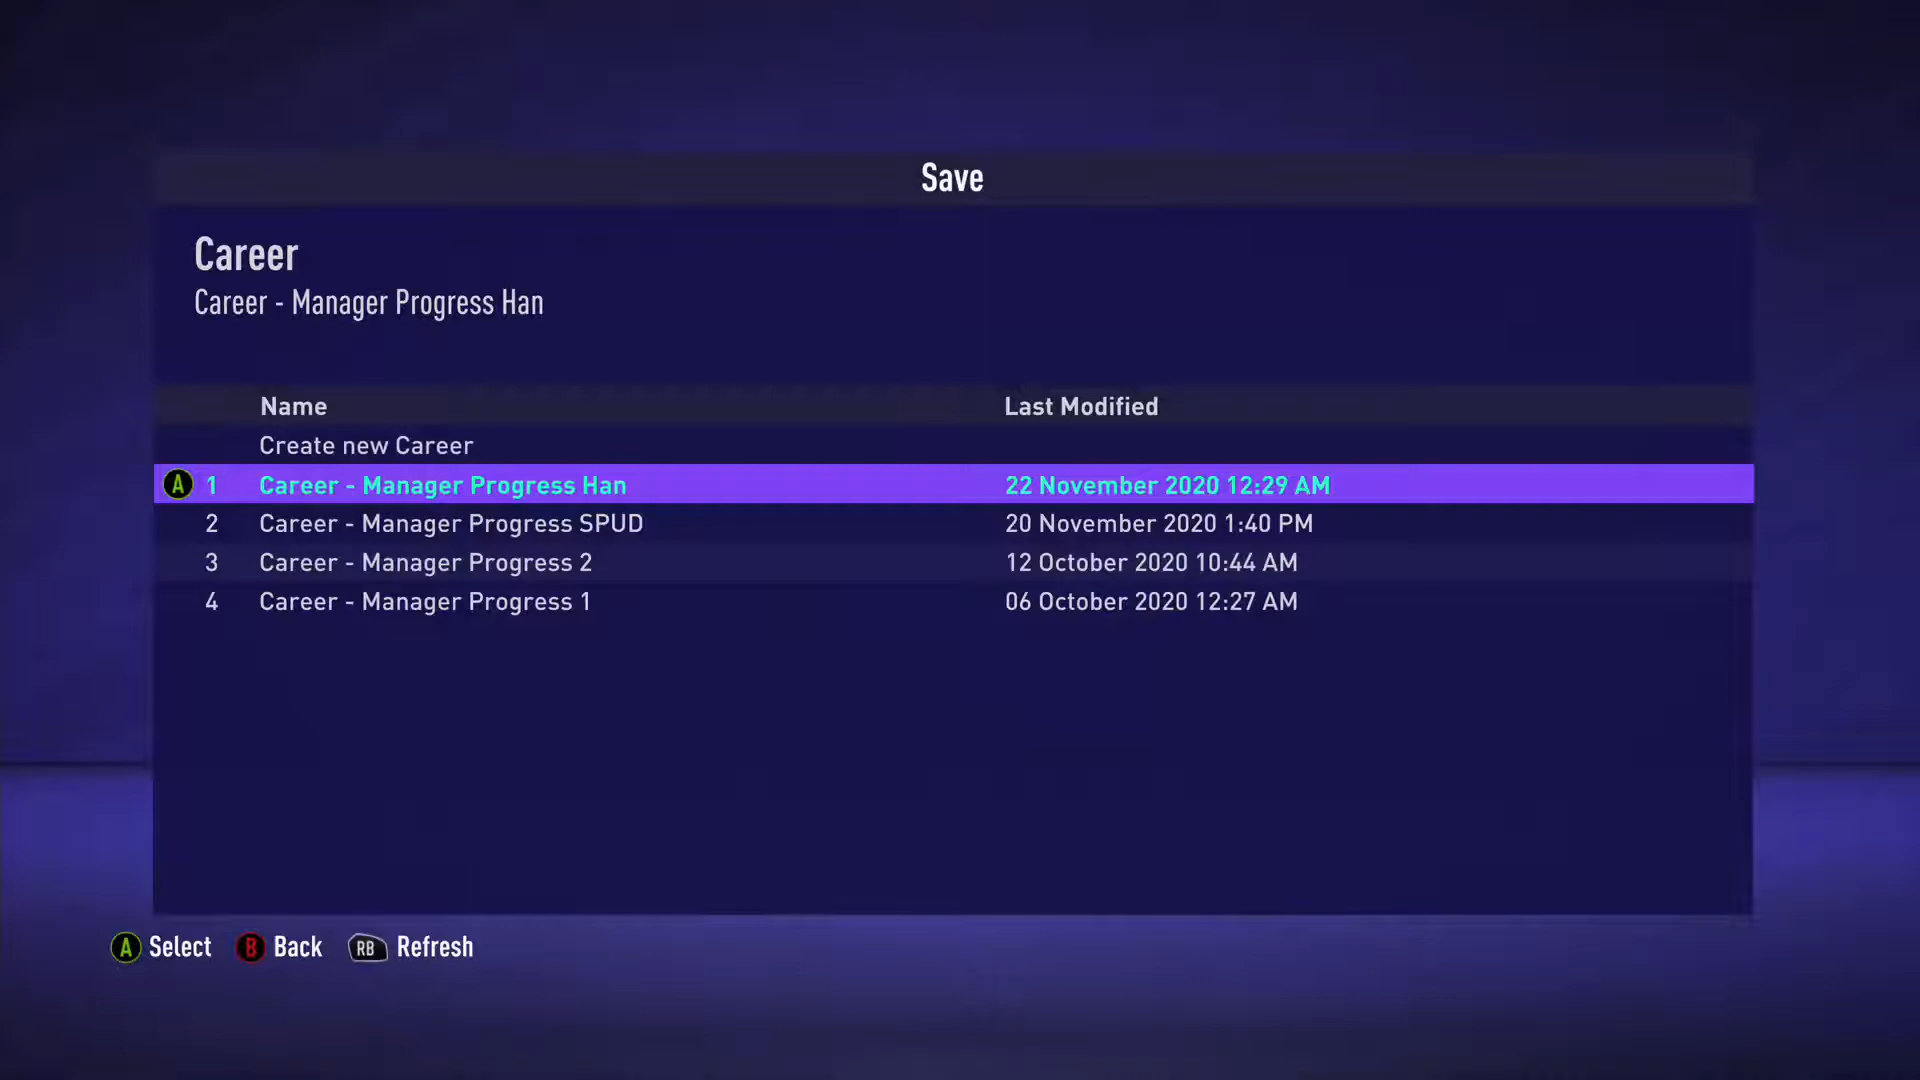 Save
Career
Career - Manager Progress Han
Name Last Modified
Create new Career
A 1 Career - Manager Progress Han 22 November 2020 12:29 AM
2 Career - Manager Progress SPUD 20 November 2020 1:40 PM
3 Career - Manager Progress 2 12 October 2020 10:44 AM
4 Career - Manager Progress 1 06 October 2020 12:27 AM
A Select B Back RB Refresh